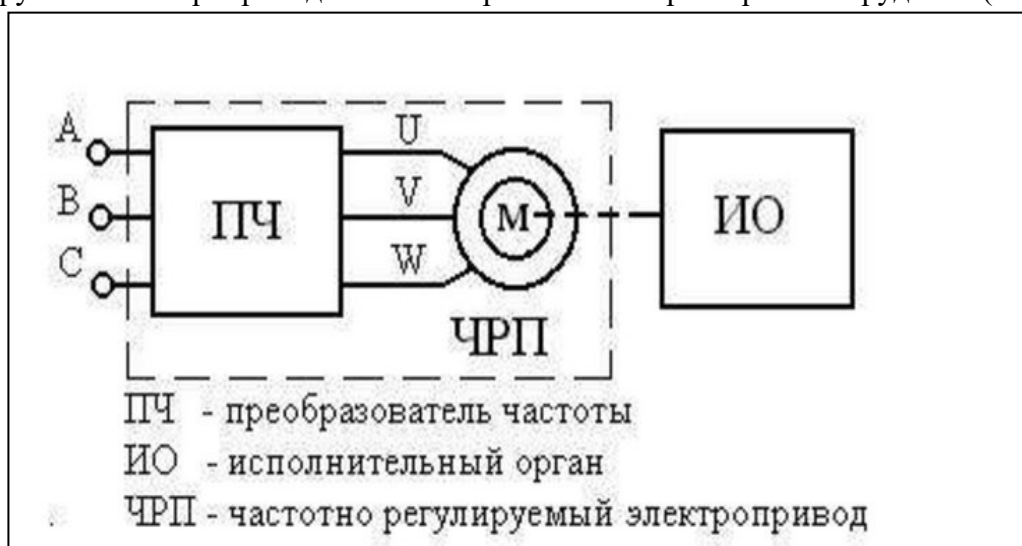 A U
B ПЧ V М ИО
C W
ЧРП
ПЧ - преобразователь частоты
ИО - исполнительный орган
ЧРП - частотно регулируемый электропривод